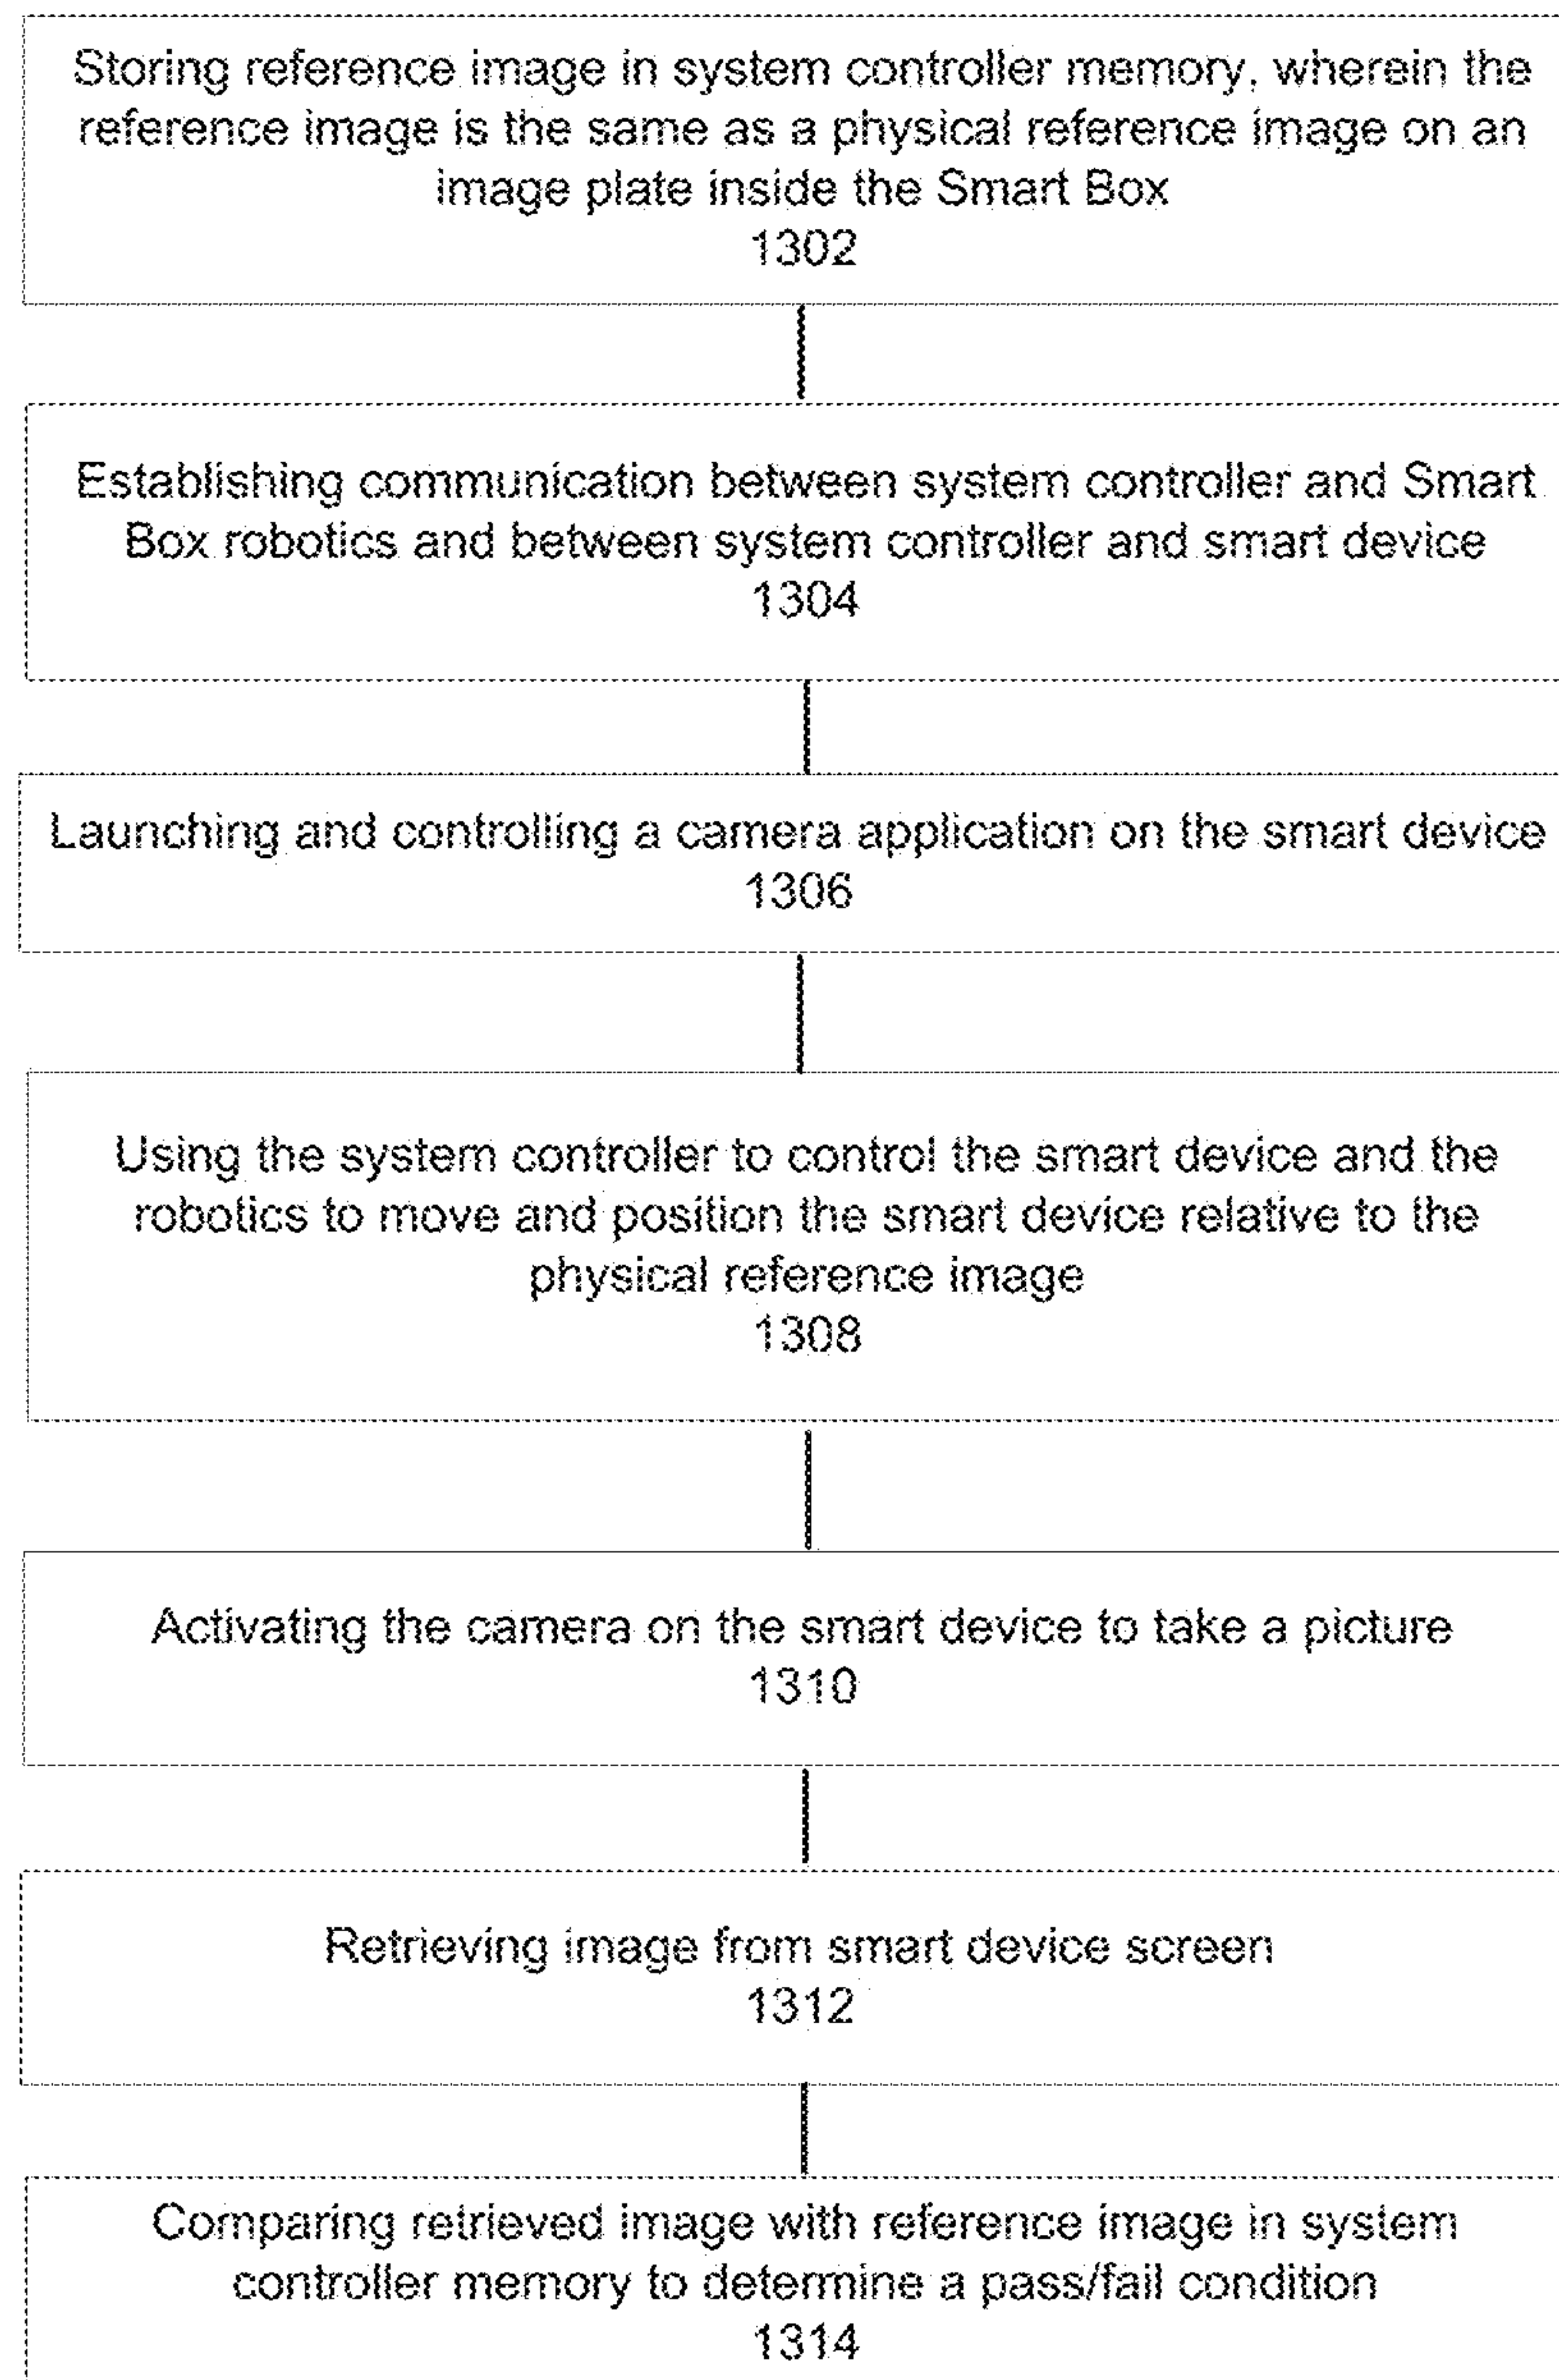 Storing reference image in system controller memory, wherein the
reference image is the same as a physical reference image on an
image plate inside the Smart Box
1302
Establishing communication between system controller and Smart
Box robotics and between system controller and smart device
1304
Launching and controlling a camera application on the smart device
1306
Using the system controller to control the smart device and the
robotics to move and position the smart device relative to the
physical reference image
1308
Activating the camera on the smart device to take a picture
1310
Retrieving image from smart device screen
1312
Comparing retrieved image with reference image in system
controller memory to determine a pass/fail condition
1314